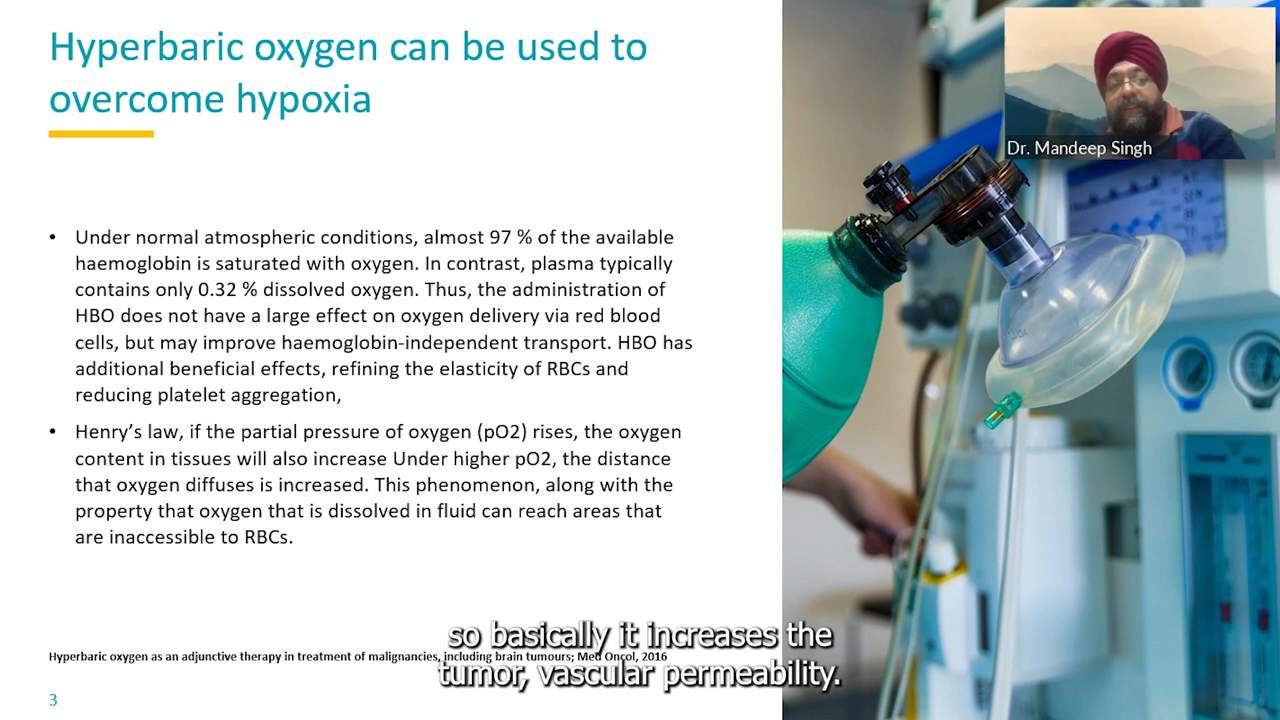 Hyperbaric oxygen can be used to
overcome hypoxia
Dr. Mandeep Singh
• Under normal atmospheric conditions, almost 97 % of the available
haemoglobin is saturated with oxygen. In contrast, plasma typically
contains only 0.32 % dissolved oxygen. Thus, the administration of
HBO does not have a large effect on oxygen delivery via red blood
cells, but may improve haemoglobin-independent transport. HBO has
additional beneficial effects, refining the elasticity of RBCs and
reducing platelet aggregation,
• Henry’s law, if the partial pressure of oxygen (pO2) rises, the oxygen
content in tissues will also increase Under higher pO2, the distance
that oxygen diffuses is increased. This phenomenon, along with the
property that oxygen that is dissolved in fluid can reach areas that
are inaccessible to RBCs.
so basically it increases the
Hyperbaric oxygen as an adjunctive therapy in treatment of malignancies, including brain tumours; Med Oncol, 2016
tumor, vascular permeability.
3